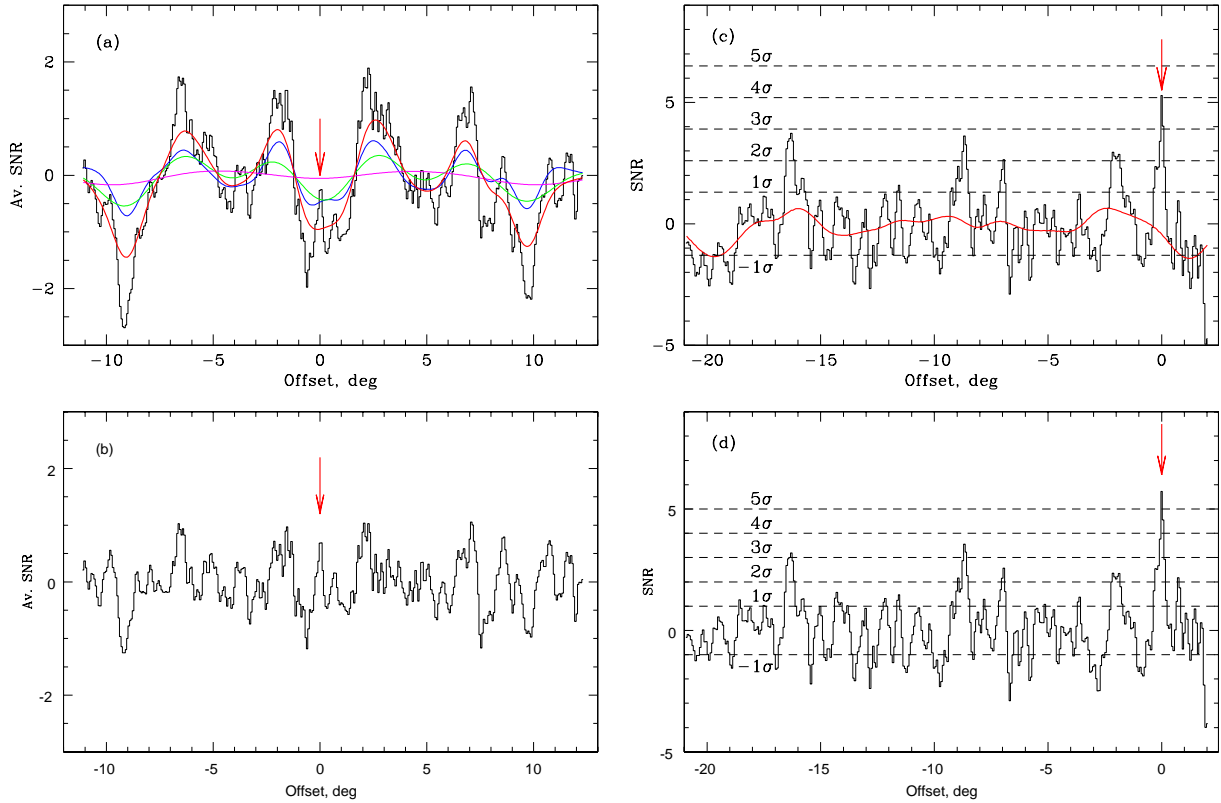 (a)
Av. SNR
2
0
−2
−10
−5
0
5
10
Offset, deg
(c)
SNR
5
0
−5
5σ
4σ
3σ
2σ
1σ
−1σ
−20
−15
−10
−5
0
Offset, deg
(b)
Av. SNR
2
0
-2
-10
-5
0
5
10
Offset, deg
(d)
SNR
5
0
-5
5σ
4σ
3σ
2σ
1σ
−1σ
-20
-15
-10
-5
0
Offset, deg